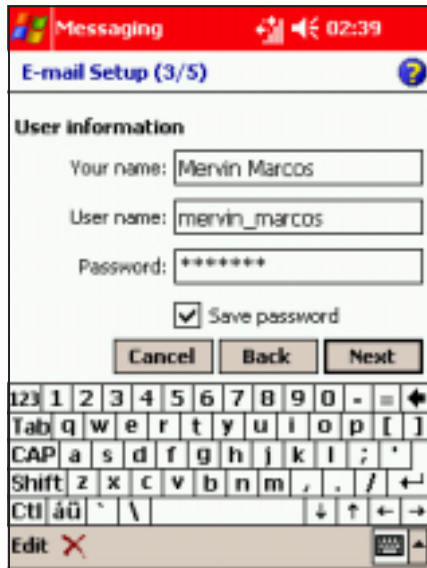 Messaging 02:39
E-mail Setup (3/5) ?
User information
Your name: Mervin Marcos
User name: mervin_marcos
Password: *******
Save password
Cancel Back Next
123 1 2 3 4 5 6 7 8 9 0 - =
Tab q w e r t y u i o p [ ]
CAP a s d f g h j k l ; '
Shift z x c v b n m , . /
Ctl áü ` \
Edit